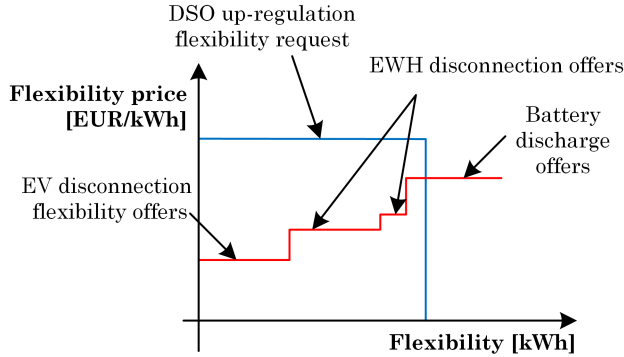 DSO up-regulation
flexibility request
EWH disconnection offers
Flexibility price
[EUR/kWh]
Battery
discharge
offers
EV disconnection
flexibility offers
Flexibility [kWh]